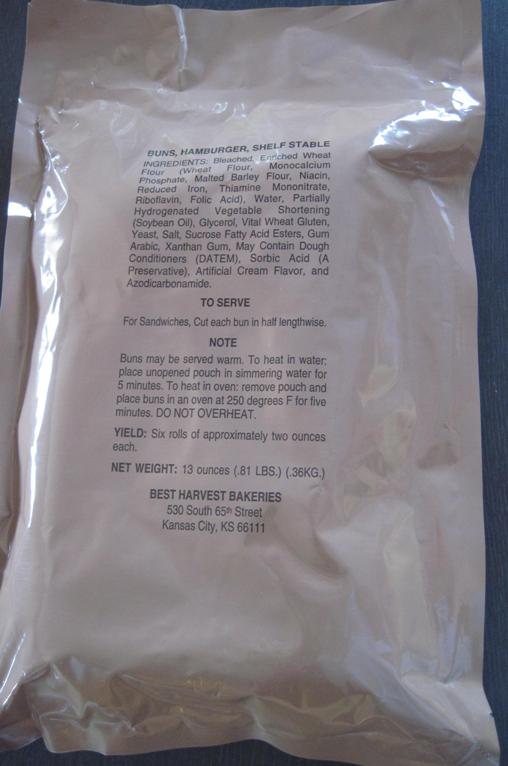 BUNS, HAMBURGER, SHELF STABLE
INGREDIENTS: Bleached, Enriched Wheat
Flour (Wheat Flour, Monocalcium
Phosphate, Malted Barley Flour, Niacin,
Reduced Iron, Thiamine Mononitrate,
Riboflavin, Folic Acid), Water, Partially
Hydrogenated Vegetable Shortening
(Soybean Oil), Glycerol, Vital Wheat Gluten,
Yeast, Salt, Sucrose Fatty Acid Esters, Gum
Arabic, Xanthan Gum, May Contain Dough
Conditioners (DATEM), Sorbic Acid (A
Preservative), Artificial Cream Flavor, and
Azodicarbonamide.
TO SERVE
For Sandwiches, Cut each bun in half lengthwise.
NOTE
Buns may be served warm. To heat in water;
place unopened pouch in simmering water for
5 minutes. To heat in oven: remove pouch and
place buns in an oven at 250 degrees F for five
minutes. DO NOT OVERHEAT.
YIELD: Six rolls of approximately two ounces
each.
NET WEIGHT: 13 ounces (.81 LBS.) (.36KG.)
BEST HARVEST BAKERIES
530 South 65th Street
Kansas City, KS 66111